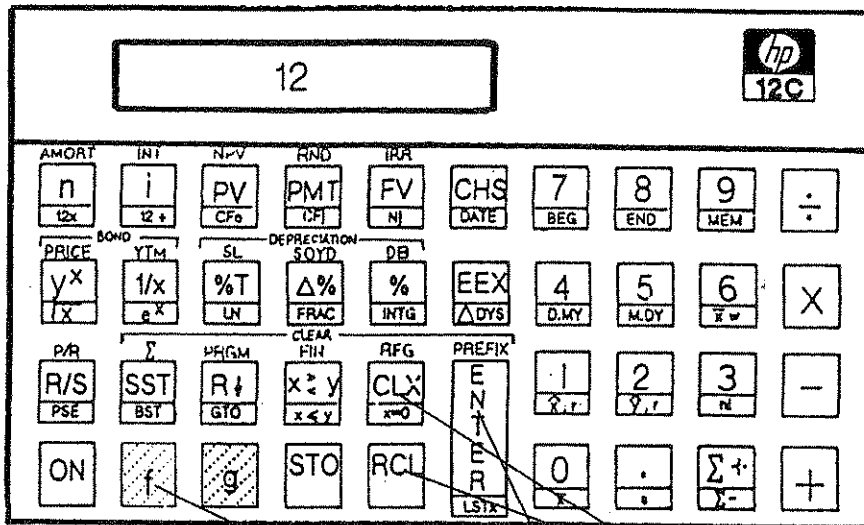 12
hp
12C
AMORT INT NPV RND IRR
n i PV PMT FV CHS 7 8 9 ÷
12x 12÷ CFo CFj Nj DATE BEG END MEM
BOND DEPRECIATION
PRICE YTM SL SOYD DB
y^x 1/x %T Δ% % EEX 4 5 6 X
√x e^x LN FRAC INTG ΔDYS D.MY M.DY x̄w
CLEAR
P/R Σ PRGM FIN REG PREFIX
R/S SST R↓ x≷y CLX ENTER 1 2 3 −
PSE BST GTO x≤y x=0 x̂,r ŷ,r n!
ON f g STO RCL 0 . Σ+ +
LSTx x̄ s Σ-